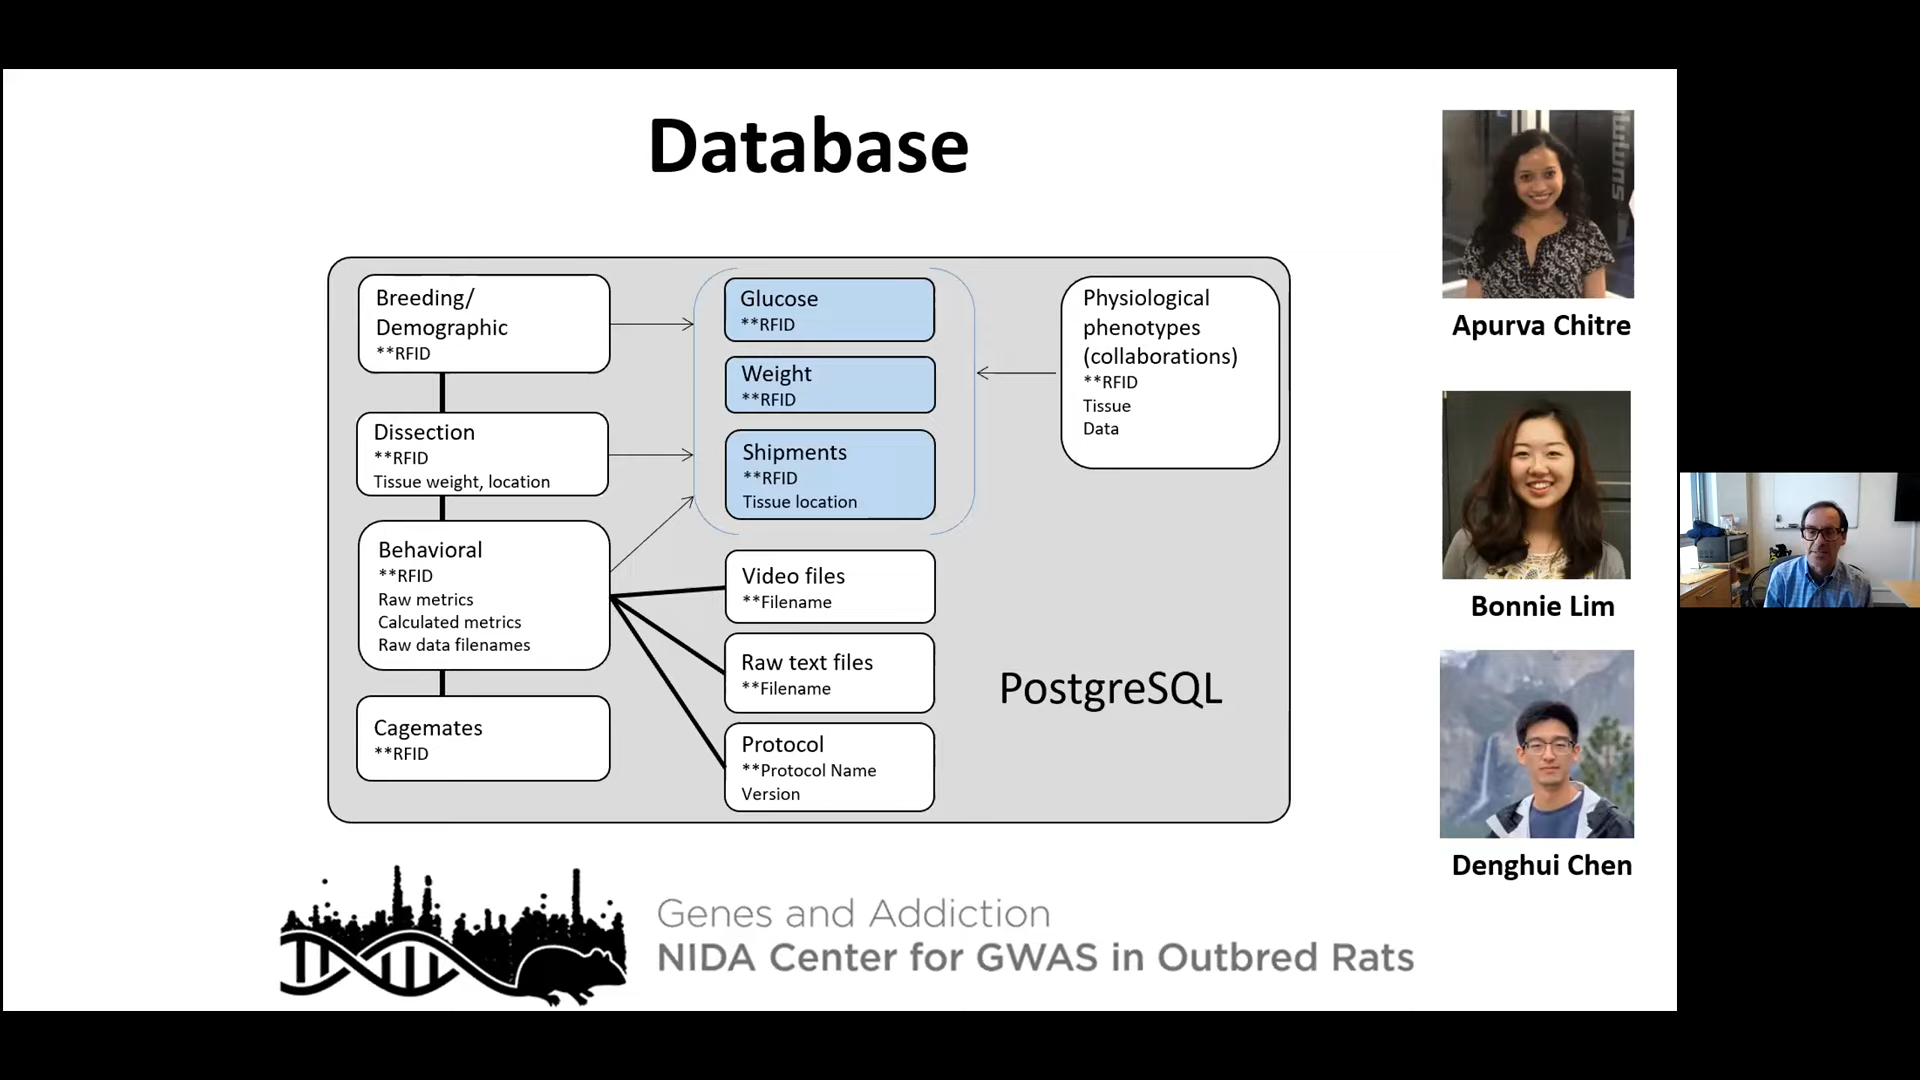 Database
Breeding/
Demographic
**RFID
Dissection
**RFID
Tissue weight, location
Behavioral
**RFID
Raw metrics
Calculated metrics
Raw data filenames
Cagemates
**RFID
Glucose
**RFID
Weight
**RFID
Shipments
**RFID
Tissue location
Video files
**Filename
Raw text files
**Filename
Protocol
**Protocol Name
Version
Physiological
phenotypes
(collaborations)
**RFID
Tissue
Data
PostgreSQL
Apurva Chitre
Bonnie Lim
Denghui Chen
Genes and Addiction
NIDA Center for GWAS in Outbred Rats